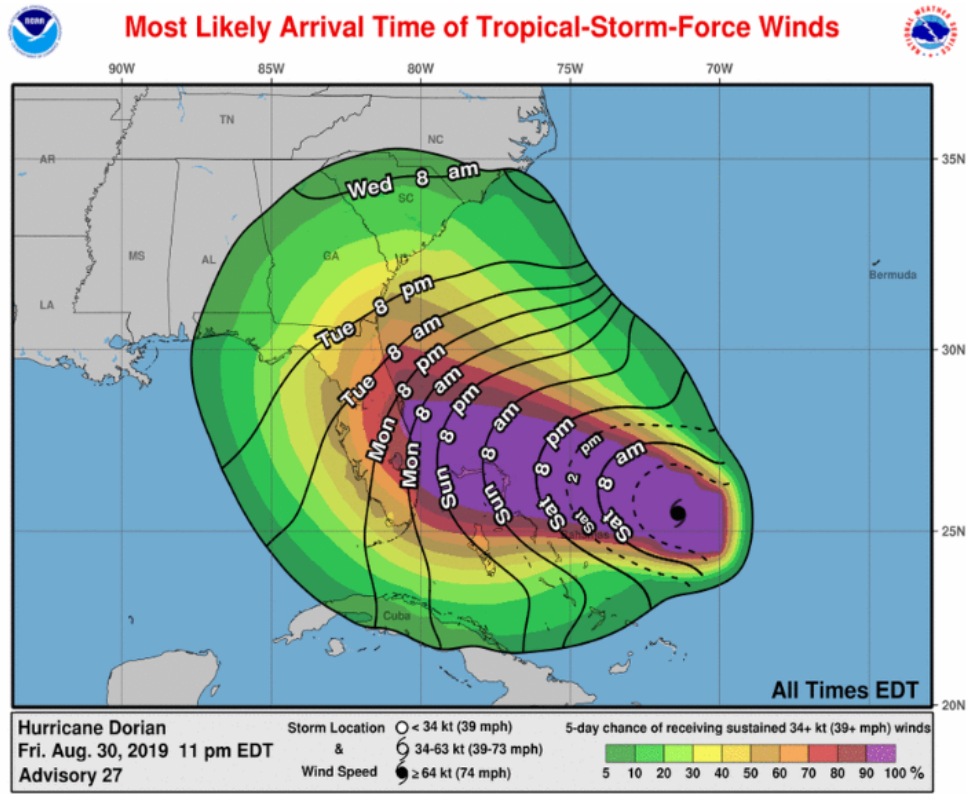 NOAA
Most Likely Arrival Time of Tropical-Storm-Force Winds
NATIONAL WEATHER SERVICE
90W 85W 80W 75W 70W
TN
NC
AR
35N
Wed 8 am
SC
MS
AL
GA
Bermuda
LA
Tue 8 pm
30N
Tue 8 am
Mon 8 pm
Mon 8 am
Sun 8 pm
Sun 8 am
Sat 8 pm
Sat 2 pm
Sat 8 am
25N
Cuba
All Times EDT
20N
Hurricane Dorian
Fri. Aug. 30, 2019 11 pm EDT
Advisory 27
Storm Location
&
Wind Speed
< 34 kt (39 mph)
34-63 kt (39-73 mph)
≥ 64 kt (74 mph)
5-day chance of receiving sustained 34+ kt (39+ mph) winds
5 10 20 30 40 50 60 70 80 90 100 %